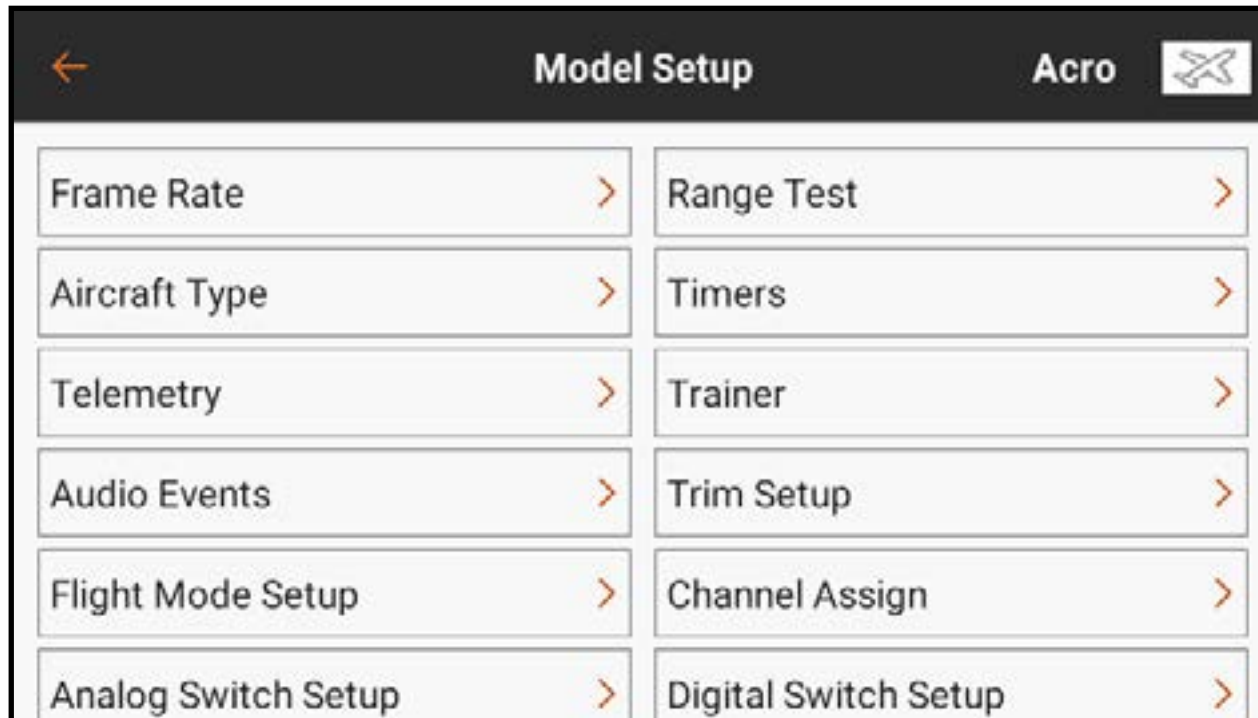 Model Setup Acro
Frame Rate Range Test
Aircraft Type Timers
Telemetry Trainer
Audio Events Trim Setup
Flight Mode Setup Channel Assign
Analog Switch Setup Digital Switch Setup